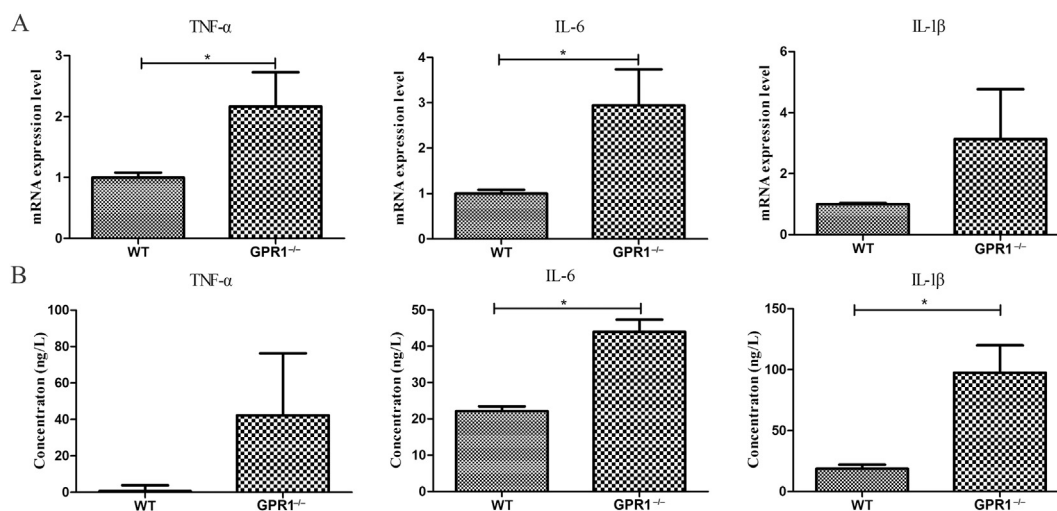 A
TNF-α
IL-6
IL-1β
mRNA expression level
3
2
1
0
*
WT
GPR1−/−
mRNA expression level
4
3
2
1
0
*
WT
GPR1−/−
mRNA expression level
6
4
2
0
WT
GPR1−/−
B
TNF-α
IL-6
IL-1β
Concentraton (ng/L)
100
80
60
40
20
0
WT
GPR1−/−
Concentraton (ng/L)
50
40
30
20
10
0
*
WT
GPR1−/−
Concentraton (ng/L)
150
100
50
0
*
WT
GPR1−/−